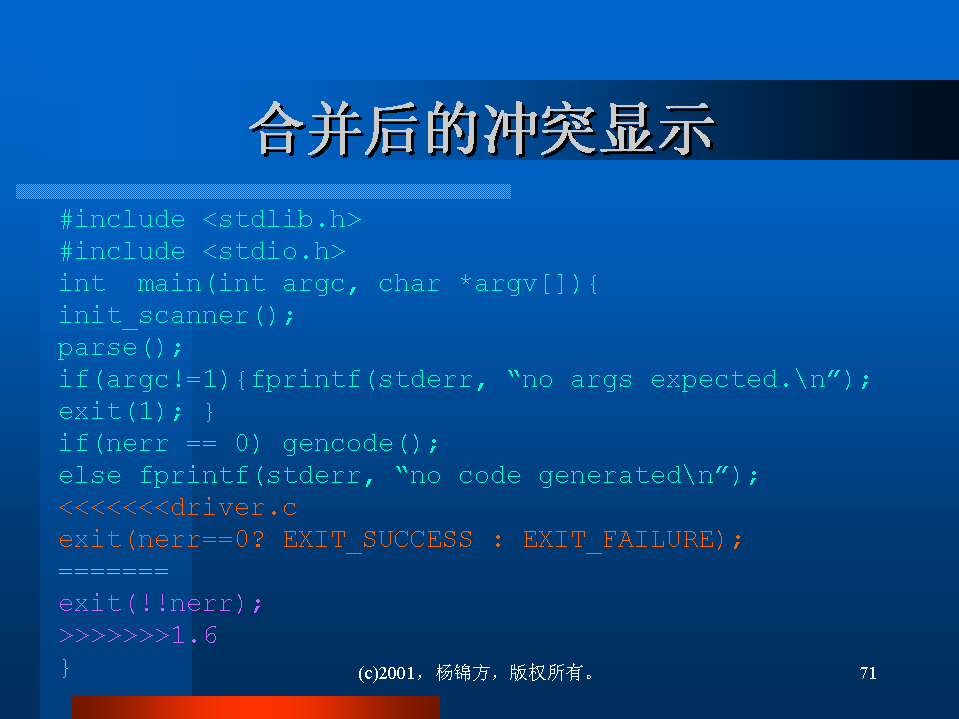 合并后的冲突显示
#include <stdlib.h>
#include <stdio.h>
int  main(int argc, char *argv[]){
init_scanner();
parse();
if(argc!=1){fprintf(stderr, “no args expected.\n”);
exit(1); }
if(nerr == 0) gencode();
else fprintf(stderr, “no code generated\n”);
<<<<<<<driver.c
exit(nerr==0? EXIT_SUCCESS : EXIT_FAILURE);
=======
exit(!!nerr);
>>>>>>>1.6
}
(c)2001，杨锦方，版权所有。
71